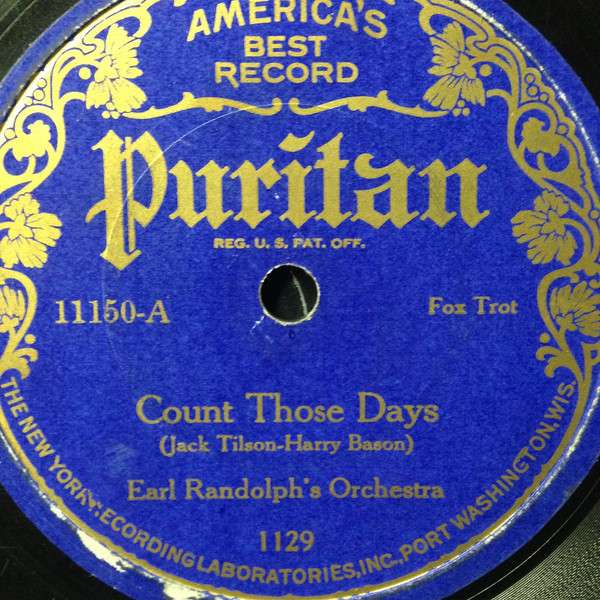 AMERICA'S
BEST
RECORD
Puritan
REG. U. S. PAT. OFF.
11150-A
Fox Trot
Count Those Days
(Jack Tilson-Harry Bason)
Earl Randolph's Orchestra
1129
THE NEW YORK ECORDING LABORATORIES, INC., PORT WASHINGTON, WIS.